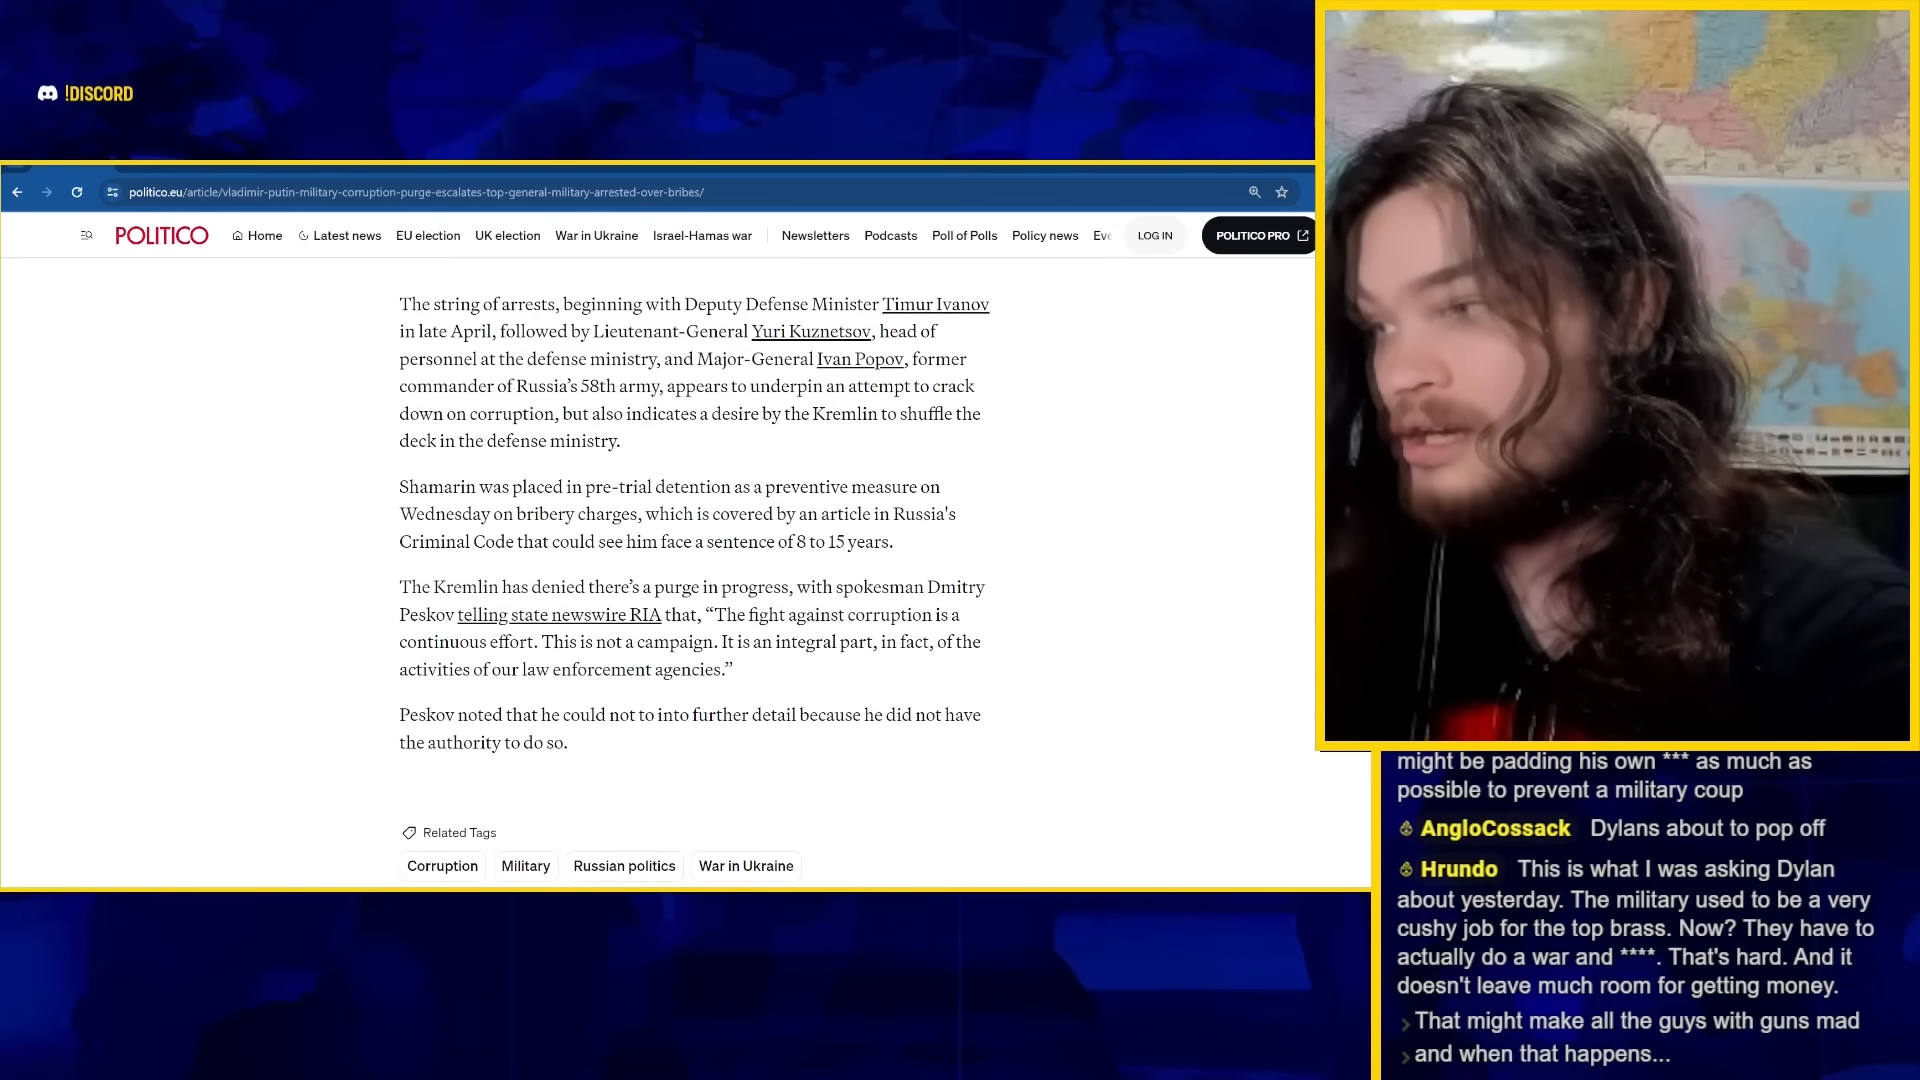 !DISCORD
politico.eu/article/vladimir-putin-military-corruption-purge-escalates-top-general-military-arrested-over-bribes/
POLITICO Home Latest news EU election UK election War in Ukraine Israel-Hamas war Newsletters Podcasts Poll of Polls Policy news Eve LOG IN POLITICO PRO
The string of arrests, beginning with Deputy Defense Minister Timur Ivanov
in late April, followed by Lieutenant-General Yuri Kuznetsov, head of
personnel at the defense ministry, and Major-General Ivan Popov, former
commander of Russia’s 58th army, appears to underpin an attempt to crack
down on corruption, but also indicates a desire by the Kremlin to shuffle the
deck in the defense ministry.
Shamarin was placed in pre-trial detention as a preventive measure on
Wednesday on bribery charges, which is covered by an article in Russia's
Criminal Code that could see him face a sentence of 8 to 15 years.
The Kremlin has denied there’s a purge in progress, with spokesman Dmitry
Peskov telling state newswire RIA that, “The fight against corruption is a
continuous effort. This is not a campaign. It is an integral part, in fact, of the
activities of our law enforcement agencies.”
Peskov noted that he could not to into further detail because he did not have
the authority to do so.
Related Tags
Corruption Military Russian politics War in Ukraine
might be padding his own *** as much as
possible to prevent a military coup
AngloCossack Dylans about to pop off
Hrundo This is what I was asking Dylan
about yesterday. The military used to be a very
cushy job for the top brass. Now? They have to
actually do a war and ****. That's hard. And it
doesn't leave much room for getting money.
That might make all the guys with guns mad
and when that happens...